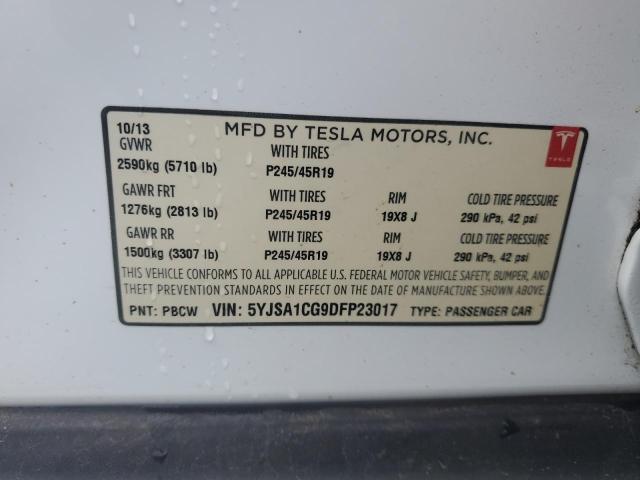 10/13 MFD BY TESLA MOTORS, INC.
GVWR WITH TIRES
2590kg (5710 lb) P245/45R19
TESLA
GAWR FRT WITH TIRES RIM COLD TIRE PRESSURE
1276kg (2813 lb) P245/45R19 19X8 J 290 kPa, 42 psi
GAWR RR WITH TIRES RIM COLD TIRE PRESSURE
1500kg (3307 lb) P245/45R19 19X8 J 290 kPa, 42 psi
THIS VEHICLE CONFORMS TO ALL APPLICABLE U.S. FEDERAL MOTOR VEHICLE SAFETY, BUMPER, AND
THEFT PREVENTION STANDARDS IN EFFECT ON THE DATE OF MANUFACTURE SHOWN ABOVE.
PNT: PBCW VIN: 5YJSA1CG9DFP23017 TYPE: PASSENGER CAR